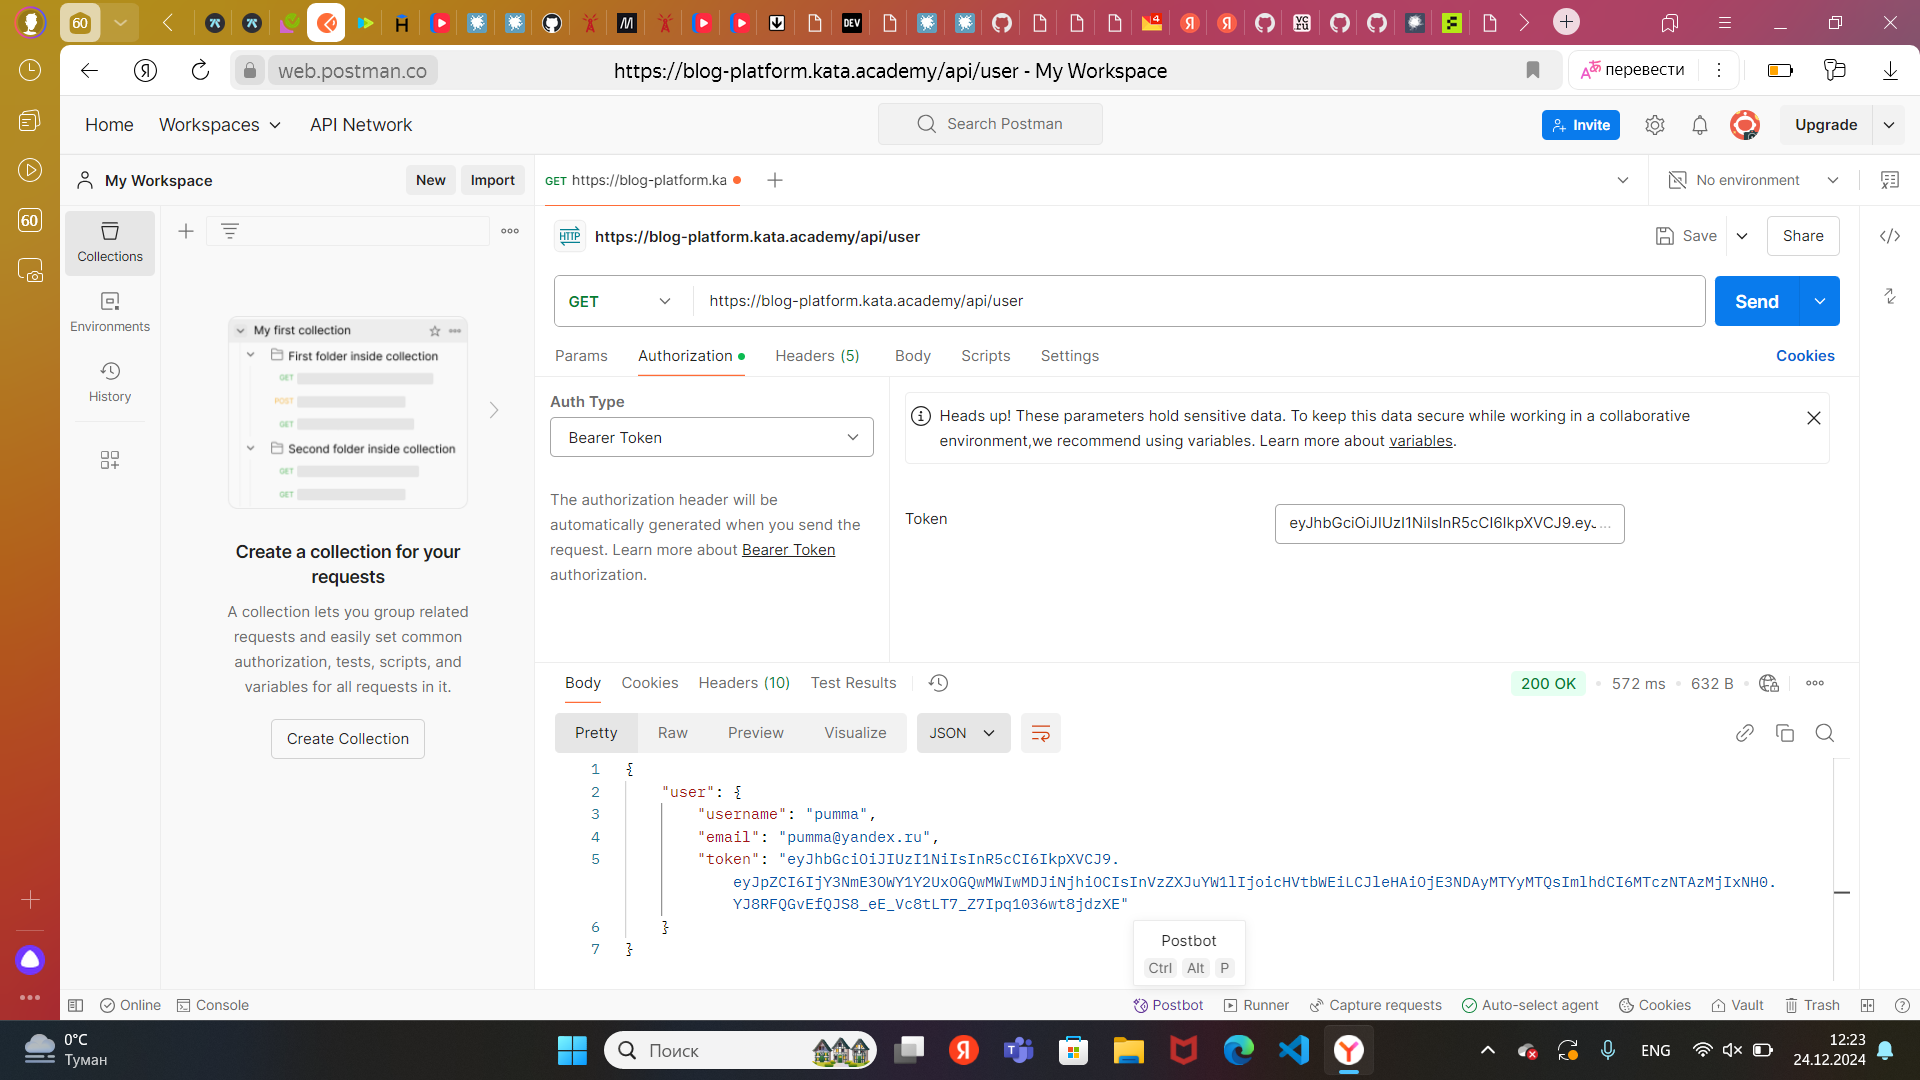 60
4
DEV
VC.RU
web.postman.co
https://blog-platform.kata.academy/api/user - My Workspace
перевести
Home
Workspaces
API Network
Search Postman
Invite
Upgrade
My Workspace
New
Import
GET https://blog-platform.ka
No environment
60
Collections
HTTP
https://blog-platform.kata.academy/api/user
Save
Share
Environments
GET
https://blog-platform.kata.academy/api/user
Send
History
My first collection
First folder inside collection
GET
POST
GET
Second folder inside collection
GET
GET
Params
Authorization
Headers (5)
Body
Scripts
Settings
Cookies
Auth Type
Bearer Token
Heads up! These parameters hold sensitive data. To keep this data secure while working in a collaborative
environment,we recommend using variables. Learn more about variables.
The authorization header will be
automatically generated when you send the
request. Learn more about Bearer Token
authorization.
Token
eyJhbGciOiJIUzI1NiIsInR5cCI6IkpXVCJ9.eyJ...
Create a collection for your
requests
A collection lets you group related
requests and easily set common
authorization, tests, scripts, and
variables for all requests in it.
Create Collection
Body
Cookies
Headers (10)
Test Results
200 OK
572 ms
632 B
Pretty
Raw
Preview
Visualize
JSON
1 {
2 "user": {
3 "username": "pumma",
4 "email": "pumma@yandex.ru",
5 "token": "eyJhbGciOiJIUzI1NiIsInR5cCI6IkpXVCJ9.
eyJpZCI6IjY3NmE3OWY1Y2UxOGQwMWIwMDJiNjhiOCIsInVzZXJuYW1lIjoicHVtbWEiLCJleHAiOjE3NDAyMTYyMTQsImlhdCI6MTczNTAzMjIxNH0.
YJ8RFQGvEfQJS8_eE_Vc8tLT7_Z7Ipq1036wt8jdzXE"
6 }
7 }
Postbot
Ctrl Alt P
Online
Console
Postbot
Runner
Capture requests
Auto-select agent
Cookies
Vault
Trash
0°C
Туман
Поиск
ENG
12:23
24.12.2024